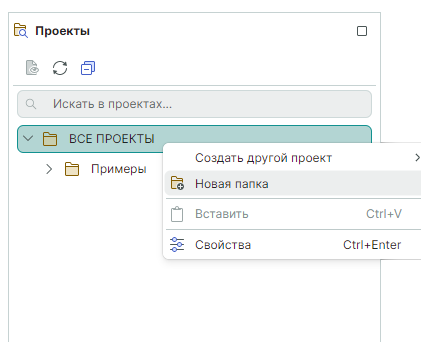 Проекты
Искать в проектах...
ВСЕ ПРОЕКТЫ
Примеры
Создать другой проект
Новая папка
Вставить Ctrl+V
Свойства Ctrl+Enter